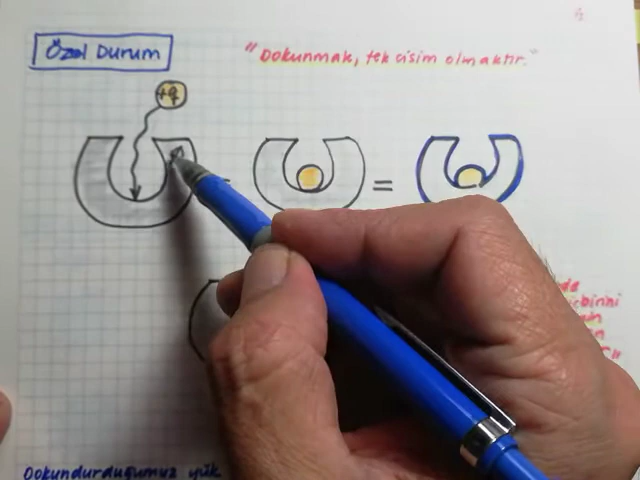 Özel Durum
"Dokunmak, tek cisim olmaktır."
+q
=
Dokundurduğumuz yük